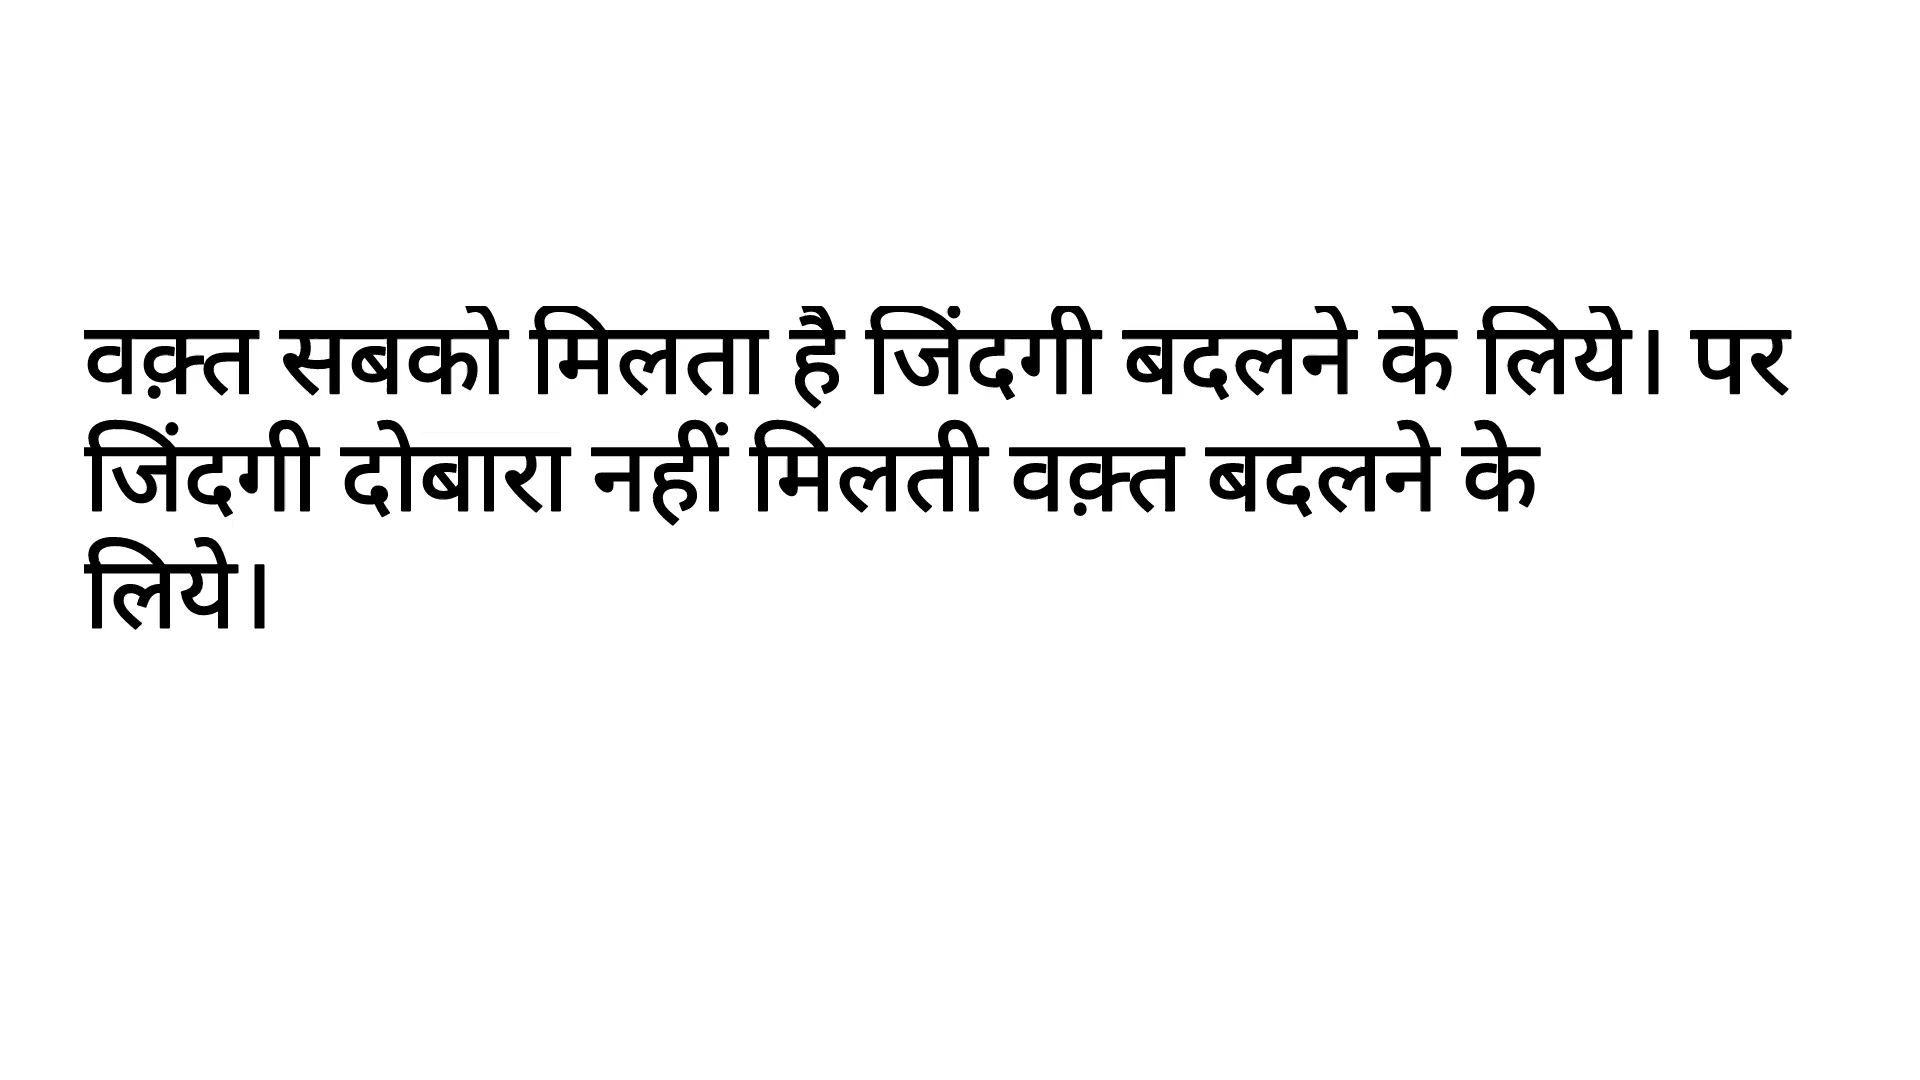 वक़्त सबको मिलता है जिंदगी बदलने के लिये। पर
जिंदगी दोबारा नहीं मिलती वक़्त बदलने के
लिये।